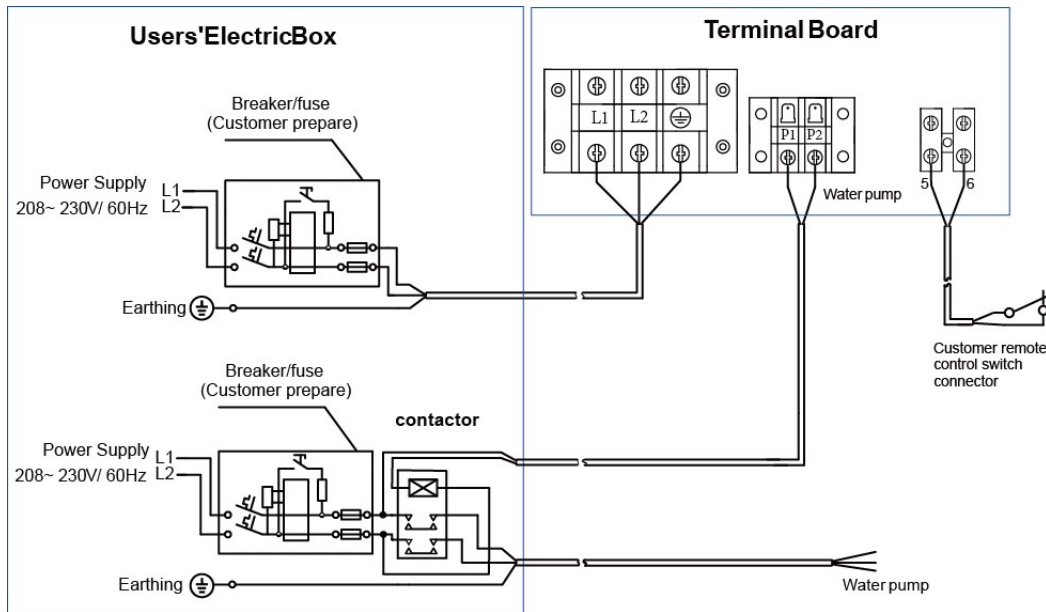 Users'ElectricBox
Terminal Board
Breaker/fuse
(Customer prepare)
L1
L2
P1
P2
Power Supply
L1
208~ 230V/ 60Hz
L2
Water pump
5
6
Earthing
Customer remote
control switch
connector
Breaker/fuse
(Customer prepare)
contactor
Power Supply
L1
208~ 230V/ 60Hz
L2
Earthing
Water pump